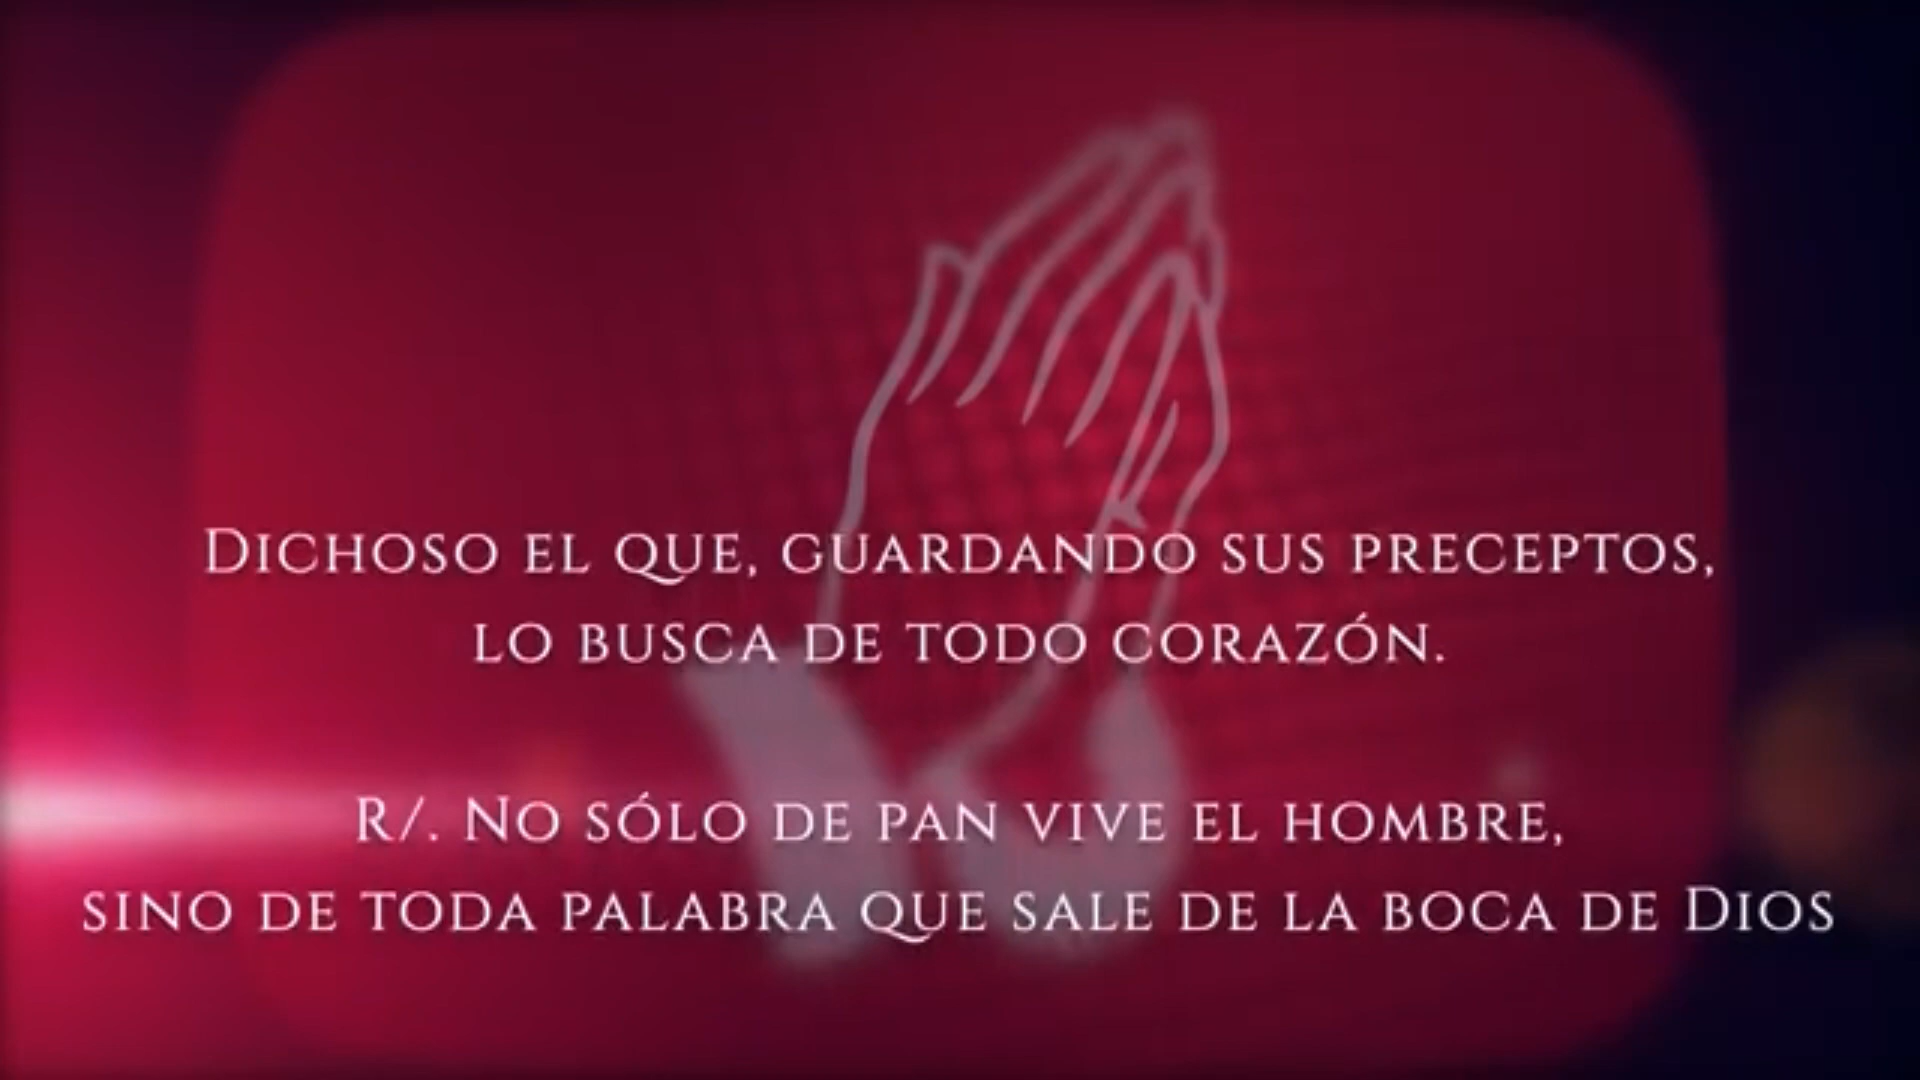 Dichoso el que, guardando sus preceptos,
lo busca de todo corazón.
R/. No sólo de pan vive el hombre,
sino de toda palabra que sale de la boca de Dios